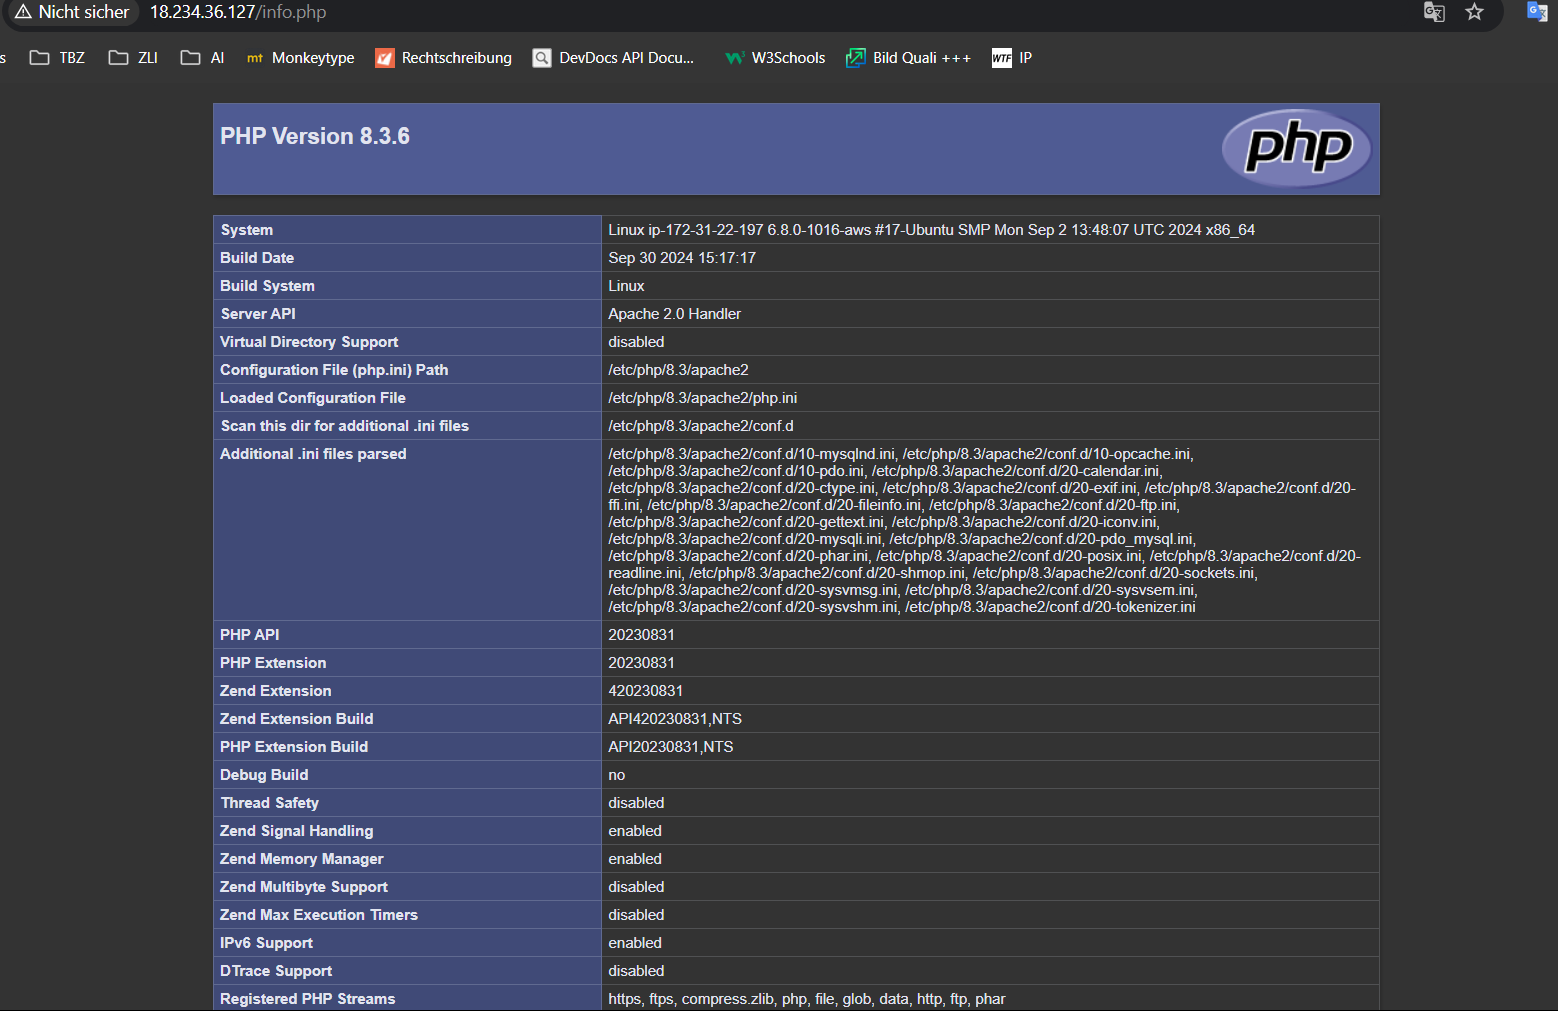 Nicht sicher 18.234.36.127/info.php
s TBZ ZLI AI mt Monkeytype Rechtschreibung DevDocs API Docu... W3Schools Bild Quali +++ WTF IP
PHP Version 8.3.6 php
System Linux ip-172-31-22-197 6.8.0-1016-aws #17-Ubuntu SMP Mon Sep 2 13:48:07 UTC 2024 x86_64
Build Date Sep 30 2024 15:17:17
Build System Linux
Server API Apache 2.0 Handler
Virtual Directory Support disabled
Configuration File (php.ini) Path /etc/php/8.3/apache2
Loaded Configuration File /etc/php/8.3/apache2/php.ini
Scan this dir for additional .ini files /etc/php/8.3/apache2/conf.d
Additional .ini files parsed /etc/php/8.3/apache2/conf.d/10-mysqlnd.ini, /etc/php/8.3/apache2/conf.d/10-opcache.ini,
/etc/php/8.3/apache2/conf.d/10-pdo.ini, /etc/php/8.3/apache2/conf.d/20-calendar.ini,
/etc/php/8.3/apache2/conf.d/20-ctype.ini, /etc/php/8.3/apache2/conf.d/20-exif.ini, /etc/php/8.3/apache2/conf.d/20-
ffi.ini, /etc/php/8.3/apache2/conf.d/20-fileinfo.ini, /etc/php/8.3/apache2/conf.d/20-ftp.ini,
/etc/php/8.3/apache2/conf.d/20-gettext.ini, /etc/php/8.3/apache2/conf.d/20-iconv.ini,
/etc/php/8.3/apache2/conf.d/20-mysqli.ini, /etc/php/8.3/apache2/conf.d/20-pdo_mysql.ini,
/etc/php/8.3/apache2/conf.d/20-phar.ini, /etc/php/8.3/apache2/conf.d/20-posix.ini, /etc/php/8.3/apache2/conf.d/20-
readline.ini, /etc/php/8.3/apache2/conf.d/20-shmop.ini, /etc/php/8.3/apache2/conf.d/20-sockets.ini,
/etc/php/8.3/apache2/conf.d/20-sysvmsg.ini, /etc/php/8.3/apache2/conf.d/20-sysvsem.ini,
/etc/php/8.3/apache2/conf.d/20-sysvshm.ini, /etc/php/8.3/apache2/conf.d/20-tokenizer.ini
PHP API 20230831
PHP Extension 20230831
Zend Extension 420230831
Zend Extension Build API420230831,NTS
PHP Extension Build API20230831,NTS
Debug Build no
Thread Safety disabled
Zend Signal Handling enabled
Zend Memory Manager enabled
Zend Multibyte Support disabled
Zend Max Execution Timers disabled
IPv6 Support enabled
DTrace Support disabled
Registered PHP Streams https, ftps, compress.zlib, php, file, glob, data, http, ftp, phar